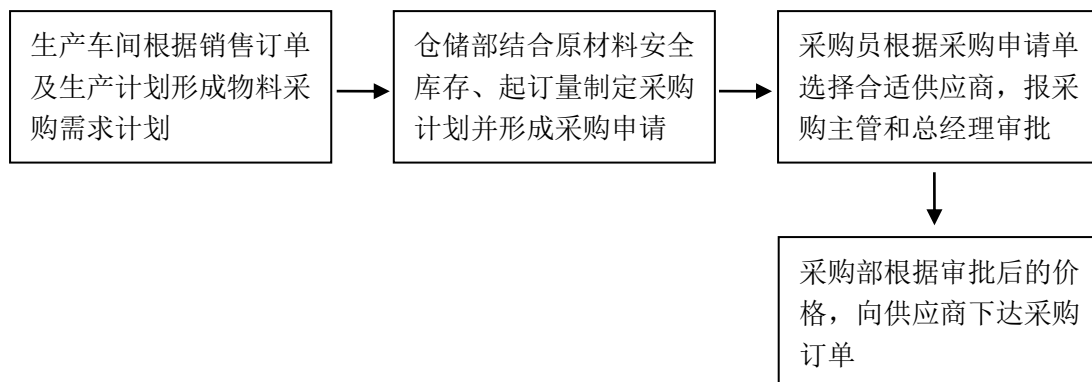 生产车间根据销售订单
及生产计划形成物料采
购需求计划
仓储部结合原材料安全
库存、起订量制定采购
计划并形成采购申请
采购员根据采购申请单
选择合适供应商，报采
购主管和总经理审批
采购部根据审批后的价
格，向供应商下达采购
订单